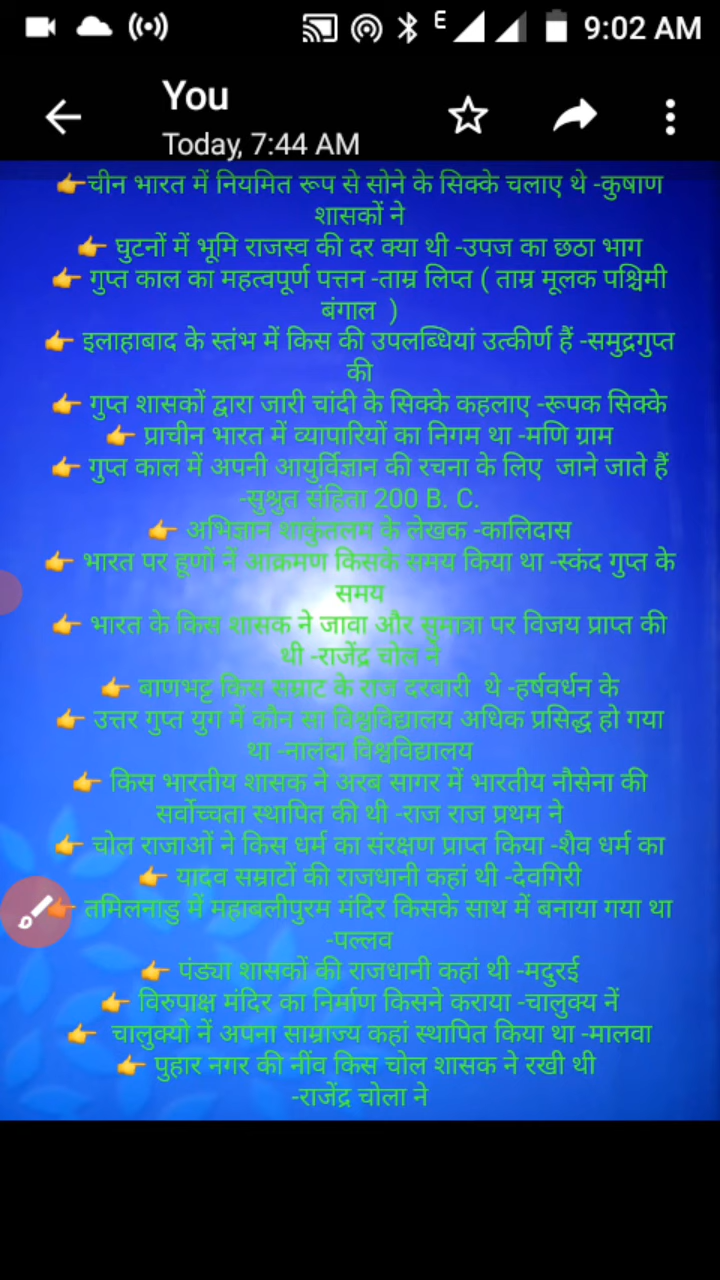 E 9:02 AM
You
Today, 7:44 AM
👉चीन भारत में नियमित रूप से सोने के सिक्के चलाए थे -कुषाण
शासकों ने
👉 घुटनों में भूमि राजस्व की दर क्या थी -उपज का छठा भाग
👉 गुप्त काल का महत्वपूर्ण पत्तन -ताम्र लिप्त ( ताम्र मूलक पश्चिमी
बंगाल )
👉 इलाहाबाद के स्तंभ में किस की उपलब्धियां उत्कीर्ण हैं -समुद्रगुप्त
की
👉 गुप्त शासकों द्वारा जारी चांदी के सिक्के कहलाए -रूपक सिक्के
👉 प्राचीन भारत में व्यापारियों का निगम था -मणि ग्राम
👉 गुप्त काल में अपनी आयुर्विज्ञान की रचना के लिए जाने जाते हैं
-सुश्रुत संहिता 200 B. C.
👉 अभिज्ञान शाकुंतलम के लेखक -कालिदास
👉 भारत पर हूणों नें आक्रमण किसके समय किया था -स्कंद गुप्त के
समय
👉 भारत के किस शासक ने जावा और सुमात्रा पर विजय प्राप्त की
थी -राजेंद्र चोल ने
👉 बाणभट्ट किस सम्राट के राज दरबारी थे -हर्षवर्धन के
👉 उत्तर गुप्त युग में कौन सा विश्वविद्यालय अधिक प्रसिद्ध हो गया
था -नालंदा विश्वविद्यालय
👉 किस भारतीय शासक ने अरब सागर में भारतीय नौसेना की
सर्वोच्चता स्थापित की थी -राज राज प्रथम ने
👉 चोल राजाओं ने किस धर्म का संरक्षण प्राप्त किया -शैव धर्म का
👉 यादव सम्राटों की राजधानी कहां थी -देवगिरी
👉 तमिलनाडु में महाबलीपुरम मंदिर किसके साथ में बनाया गया था
-पल्लव
👉 पंड्या शासकों की राजधानी कहां थी -मदुरई
👉 विरुपाक्ष मंदिर का निर्माण किसने कराया -चालुक्य नें
👉 चालुक्यो नें अपना साम्राज्य कहां स्थापित किया था -मालवा
👉 पुहार नगर की नींव किस चोल शासक ने रखी थी
-राजेंद्र चोला ने